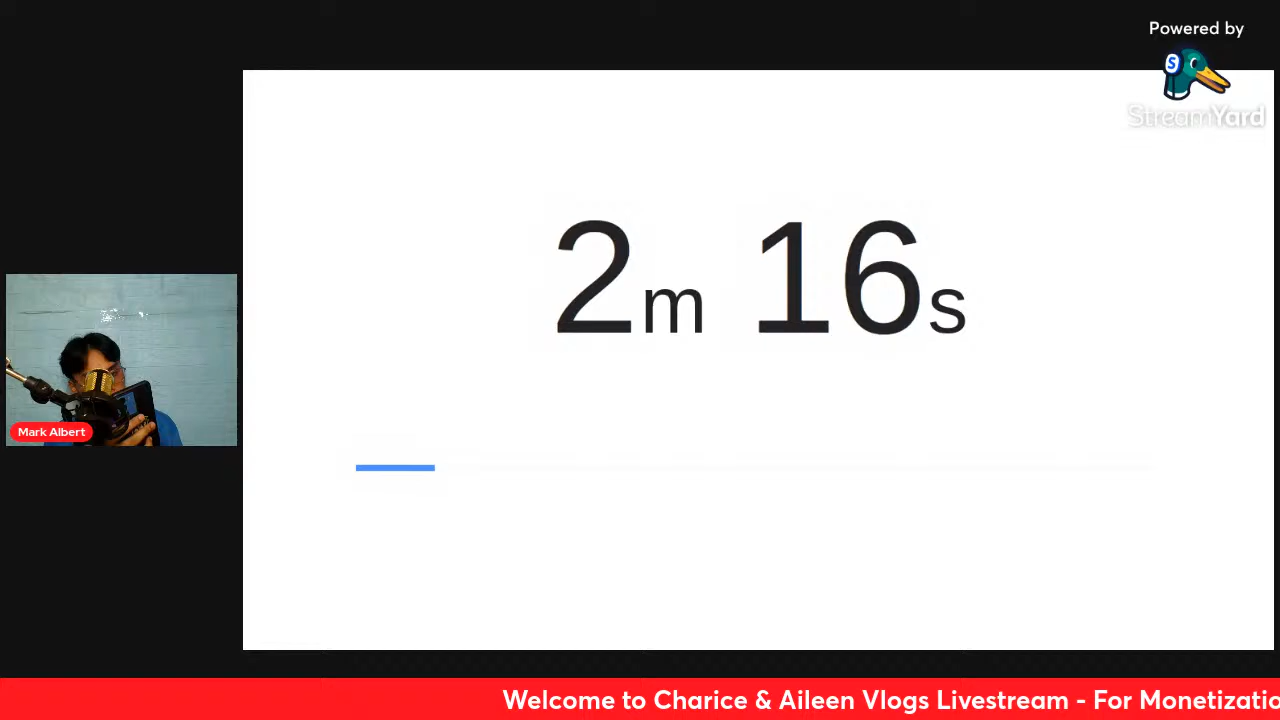 Powered by
S
StreamYard
2m 16s
Mark Albert
Welcome to Charice & Aileen Vlogs Livestream - For Monetizatio